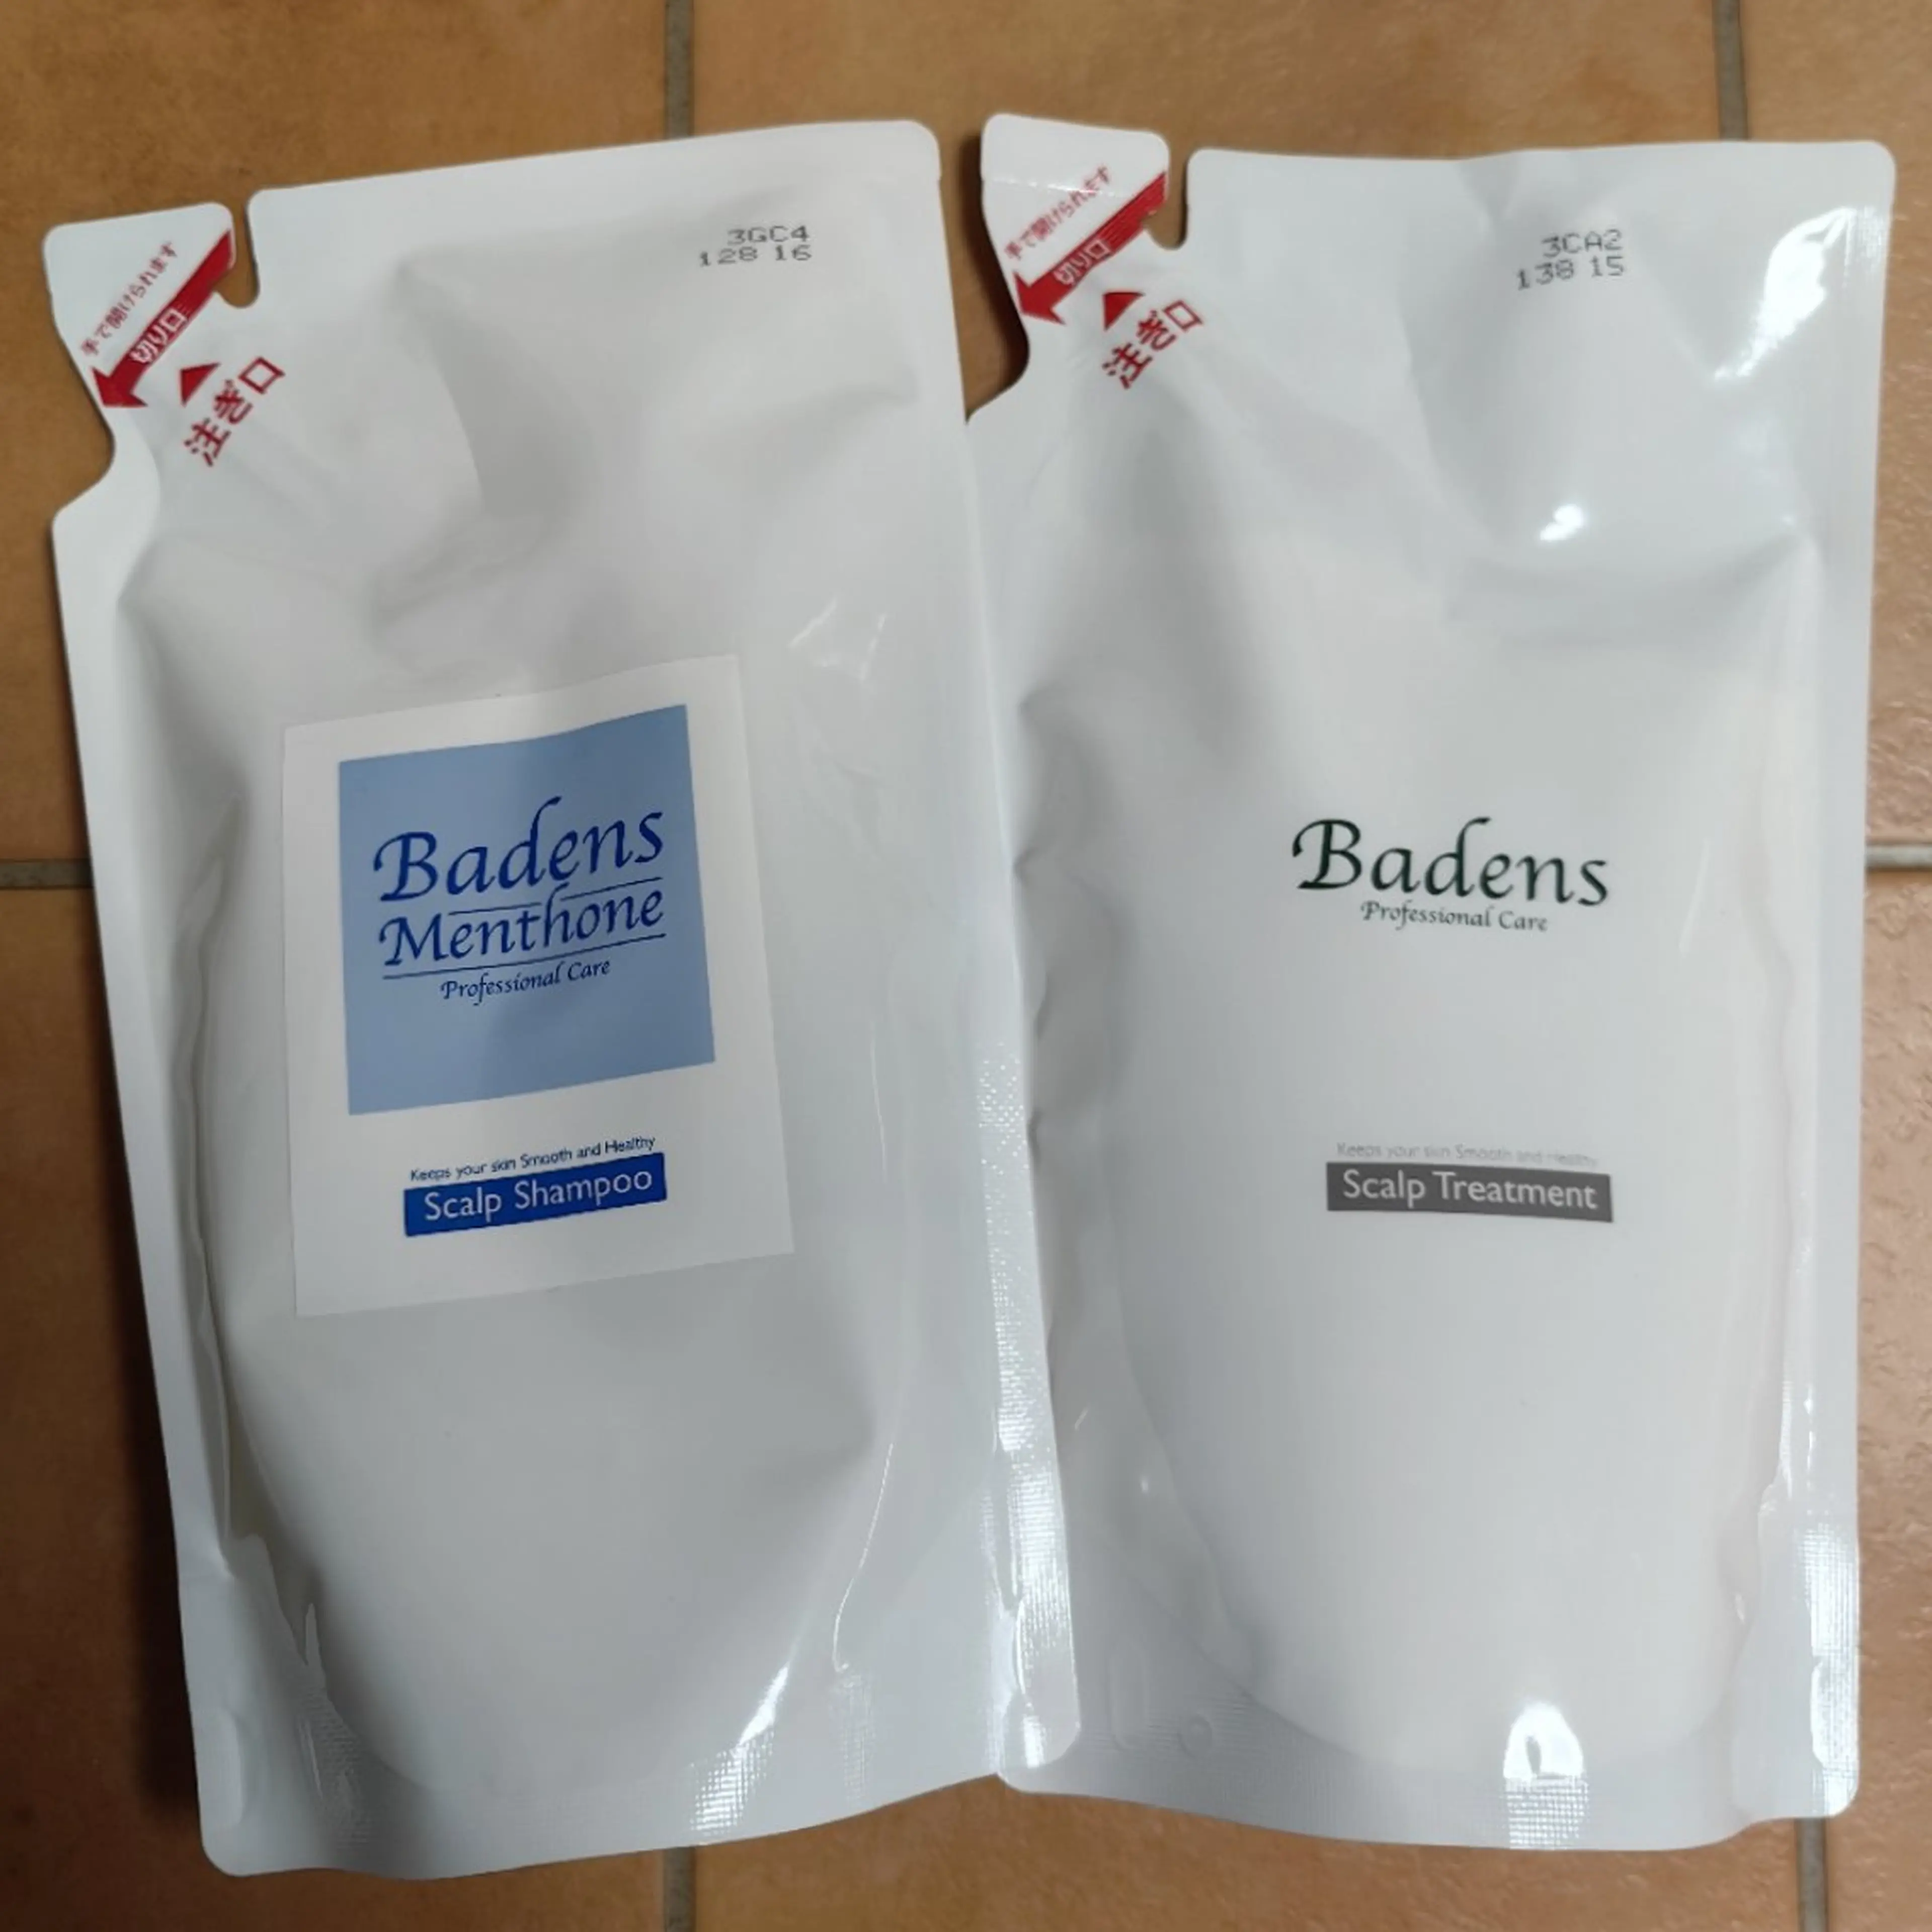 手で開けられます
切り口
注ぎ口
3GC4
128 16
Badens
Menthone
Professional Care
Keeps your skin Smooth and Healthy
Scalp Shampoo
手で開けられます
切り口
注ぎ口
3CA2
138 15
Badens
Professional Care
Keeps your skin Smooth and Healthy
Scalp Treatment